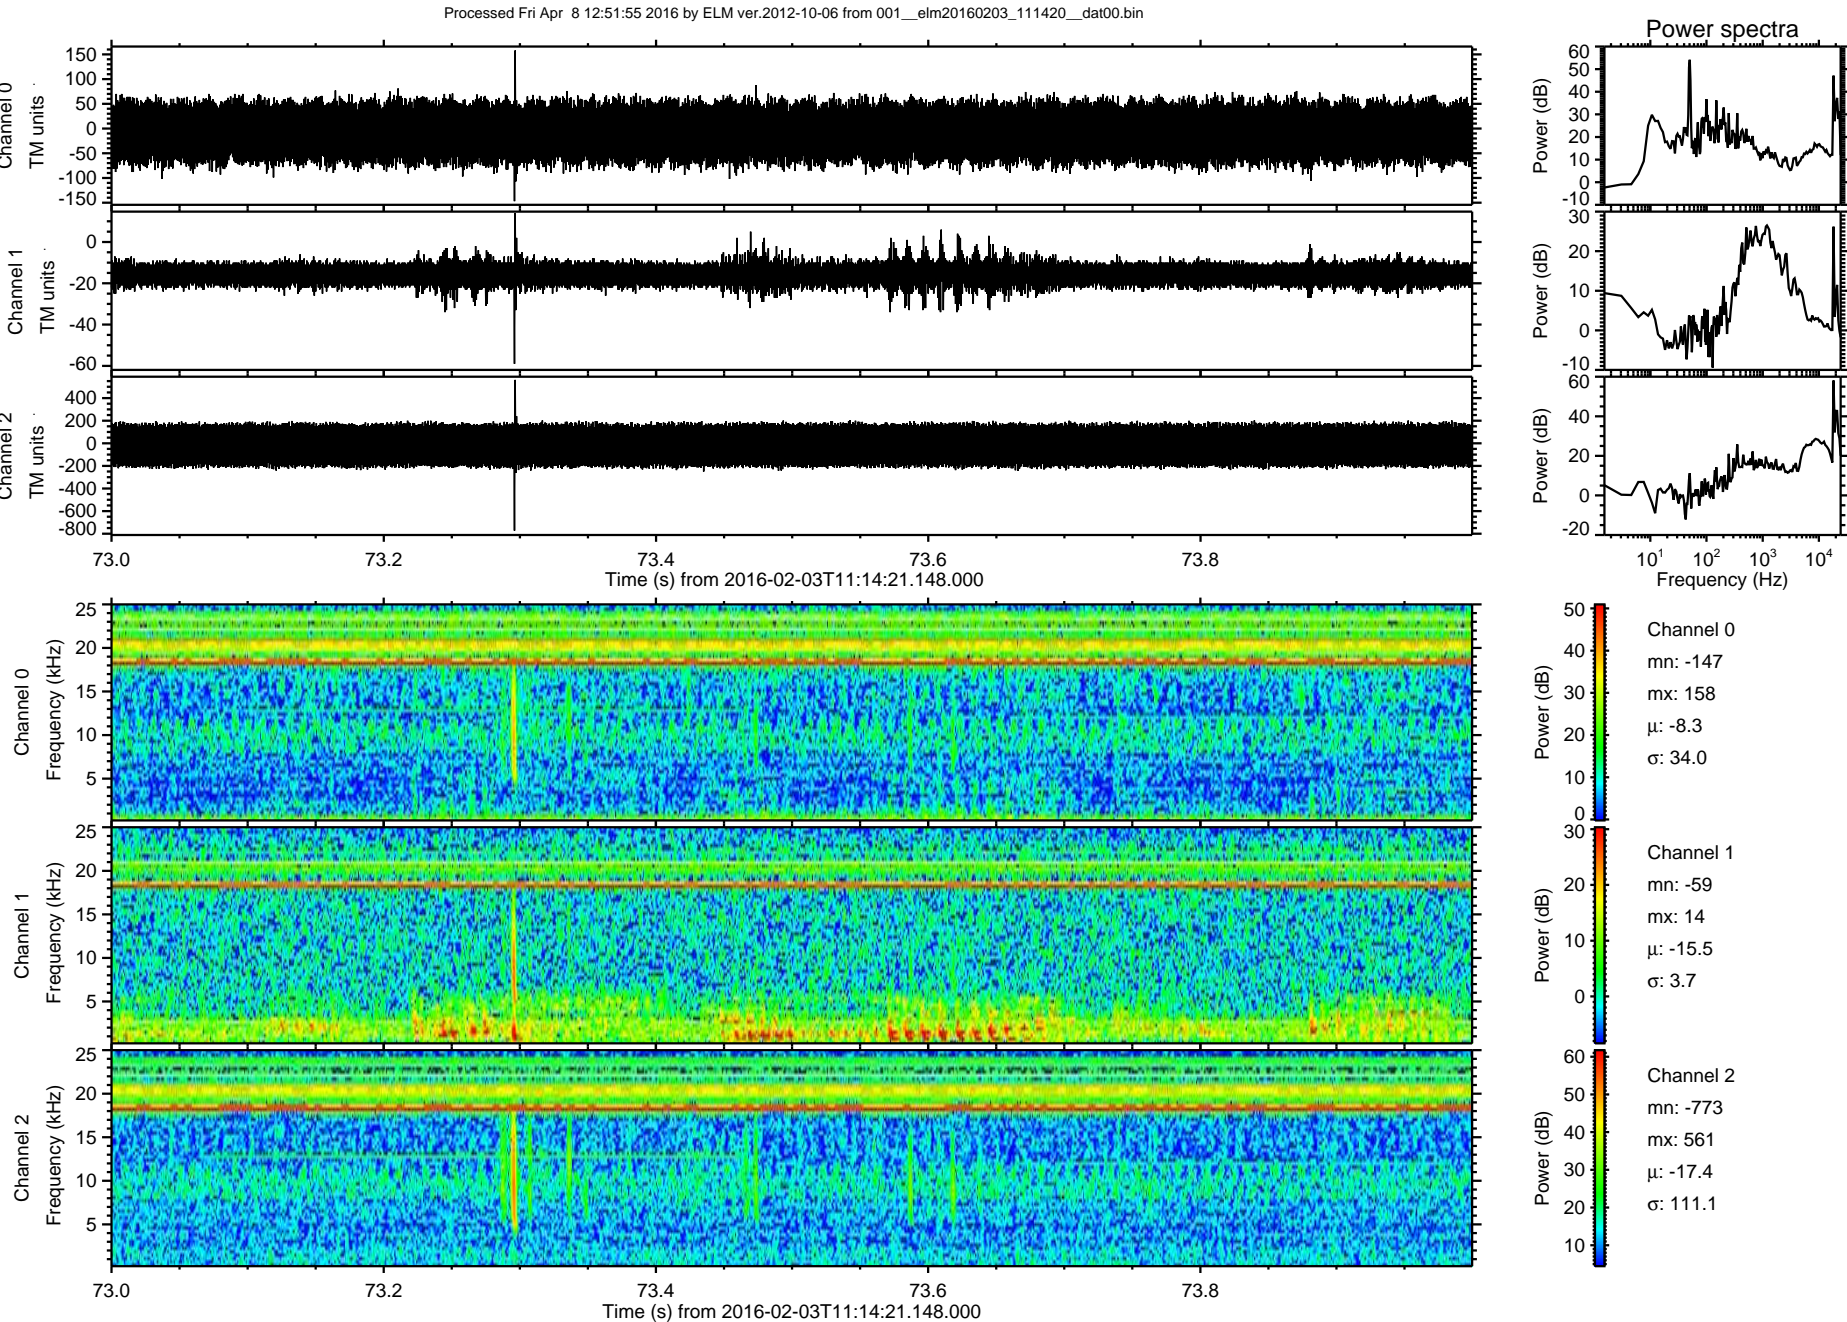 Processed Fri Apr  8 12:51:55 2016 by ELM ver.2012-10-06 from 001__elm20160203_111420__dat00.bin
Power spectra
Channel 0
TM units
150
100
50
0
-50
-100
-150
Power (dB)
60
50
40
30
20
10
0
-10
Channel 1
TM units
0
-20
-40
-60
Power (dB)
30
20
10
0
-10
Channel 2
TM units
400
200
0
-200
-400
-600
-800
Power (dB)
60
40
20
0
-20
73.0 73.2 73.4 73.6 73.8
Time (s) from 2016-02-03T11:14:21.148.000
10¹ 10² 10³ 10⁴
Frequency (Hz)
Channel 0
Frequency (kHz)
25
20
15
10
5
Power (dB)
50
40
30
20
10
0
Channel 0
mn: -147
mx: 158
μ: -8.3
σ: 34.0
Channel 1
Frequency (kHz)
25
20
15
10
5
Power (dB)
30
20
10
0
Channel 1
mn: -59
mx: 14
μ: -15.5
σ: 3.7
Channel 2
Frequency (kHz)
25
20
15
10
5
Power (dB)
60
50
40
30
20
10
Channel 2
mn: -773
mx: 561
μ: -17.4
σ: 111.1
73.0 73.2 73.4 73.6 73.8
Time (s) from 2016-02-03T11:14:21.148.000